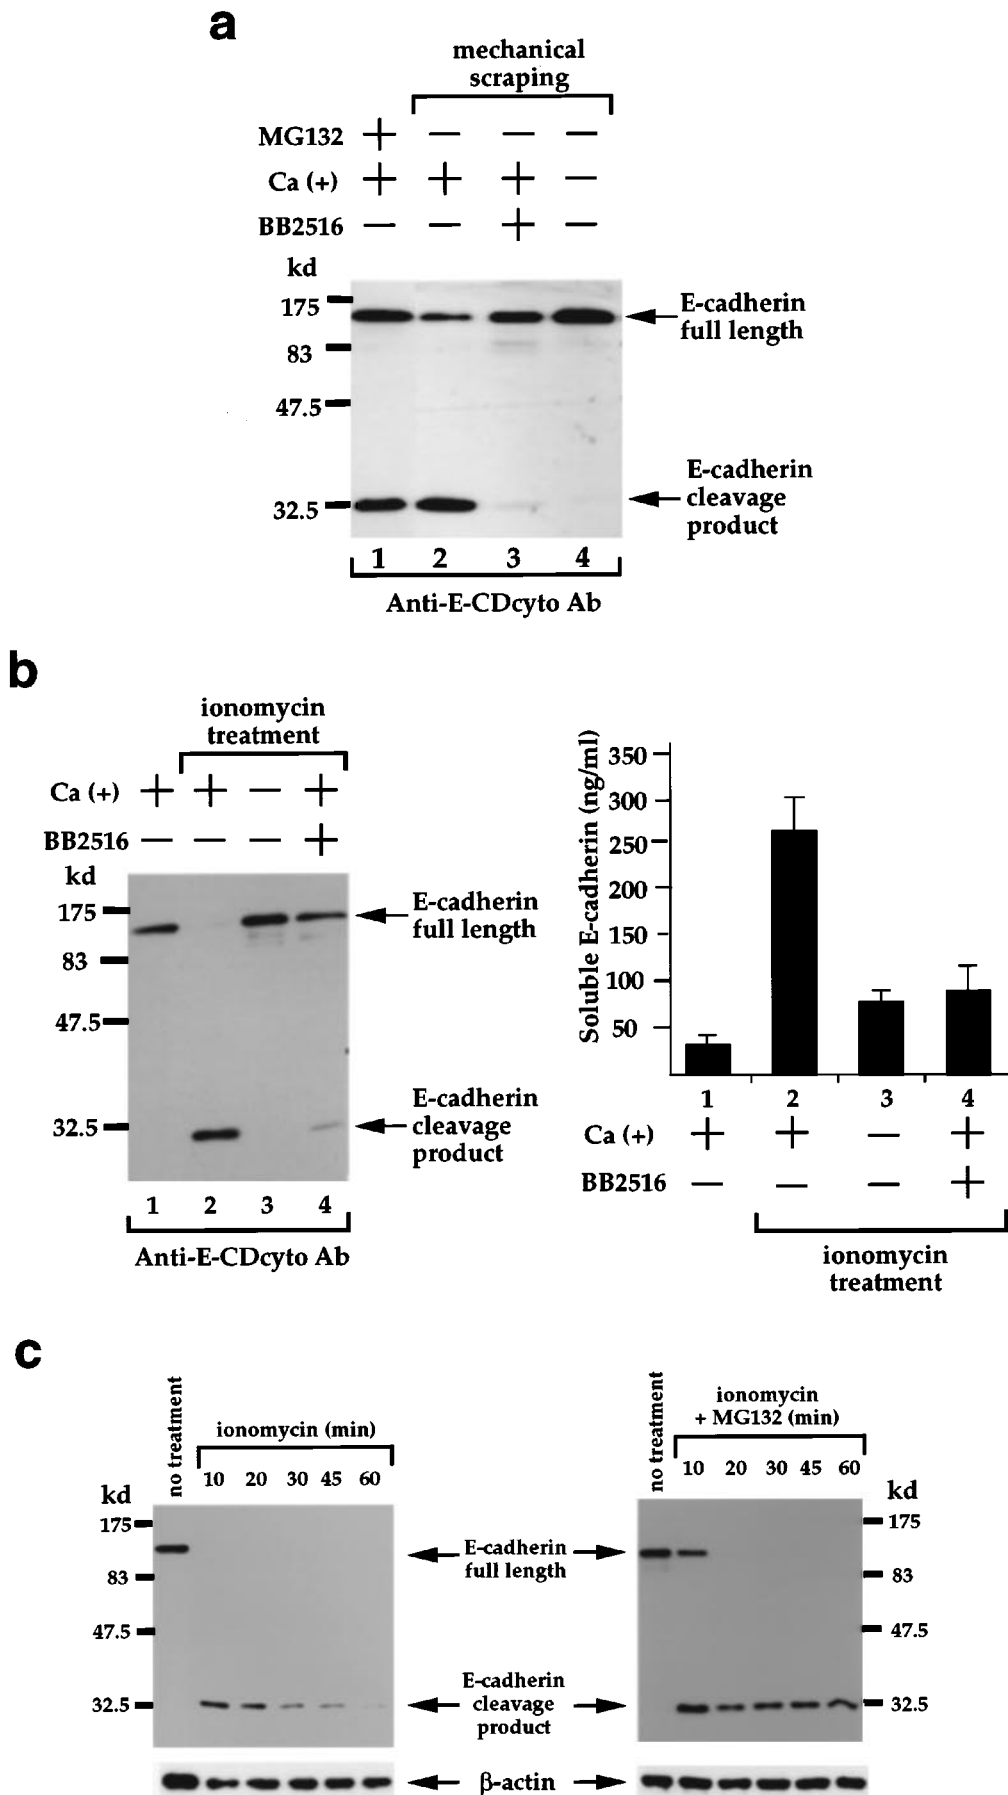 a
mechanical
scraping
MG132 + − − −
Ca (+) + + + −
BB2516 − − + −
kd
175
83
47.5
32.5
E-cadherin
full length
E-cadherin
cleavage
product
1 2 3 4
Anti-E-CDcyto Ab
b
ionomycin
treatment
Ca (+) + + − +
BB2516 − − − +
kd
175
83
47.5
32.5
E-cadherin
full length
E-cadherin
cleavage
product
1 2 3 4
Anti-E-CDcyto Ab
Soluble E-cadherin (ng/ml)
350
300
250
200
150
100
50
1 2 3 4
Ca (+) + + − +
BB2516 − − − +
ionomycin
treatment
c
no treatment
ionomycin (min)
10 20 30 45 60
kd
175
83
47.5
32.5
E-cadherin
full length
E-cadherin
cleavage
product
β-actin
no treatment
ionomycin
+ MG132 (min)
10 20 30 45 60
kd
175
83
47.5
32.5